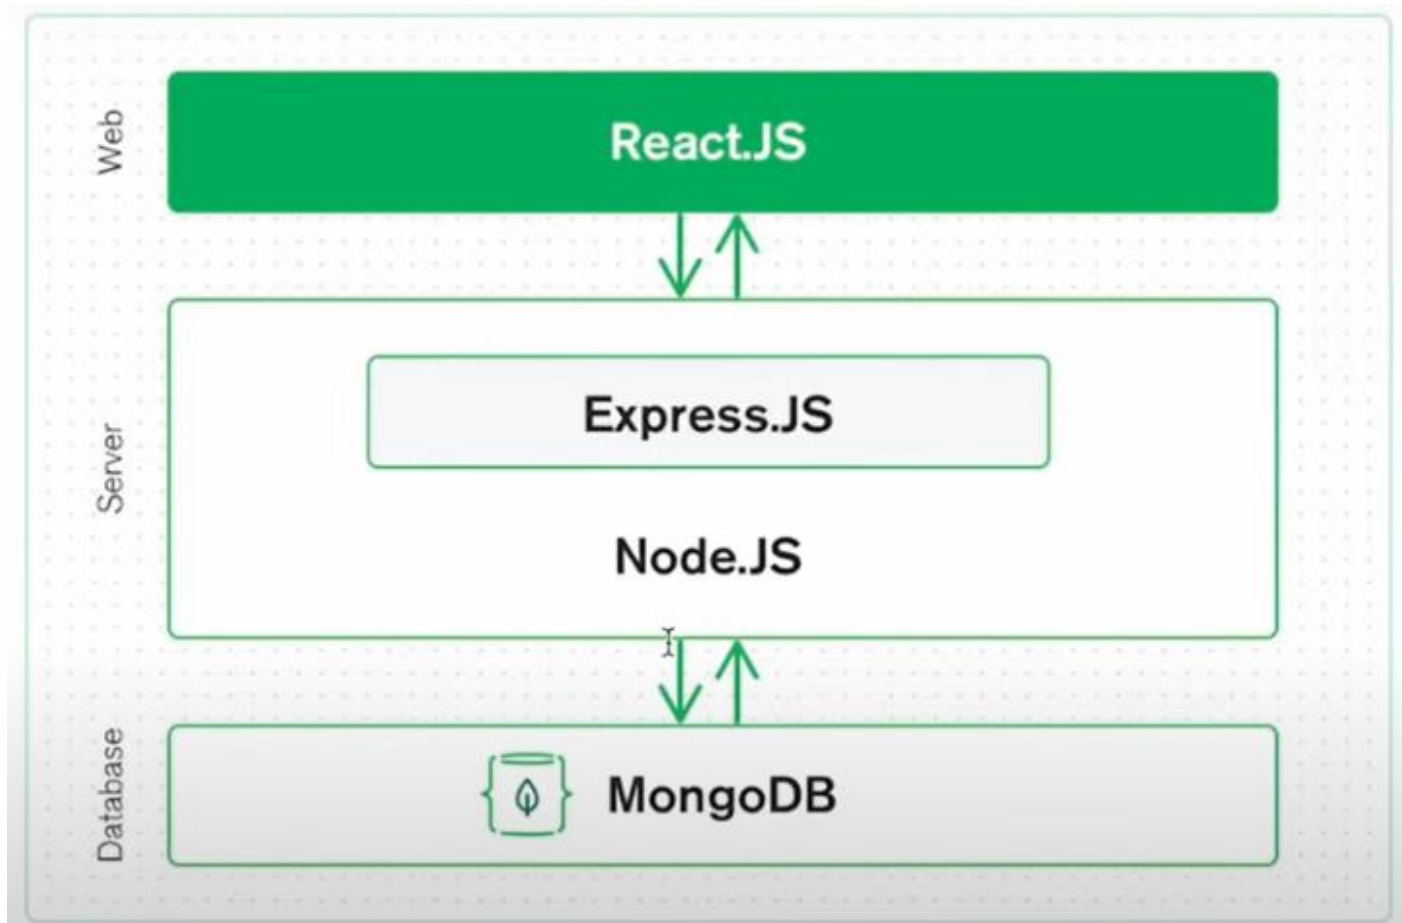 Web
React.JS
Server
Express.JS
Node.JS
Database
MongoDB